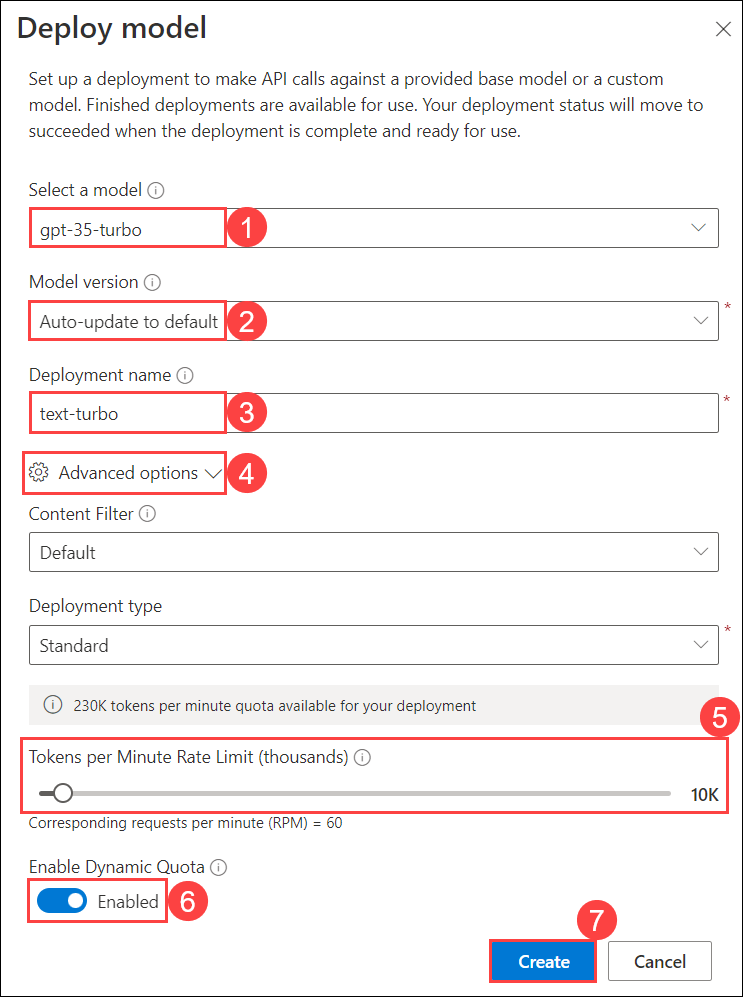 Deploy model
Set up a deployment to make API calls against a provided base model or a custom
model. Finished deployments are available for use. Your deployment status will move to
succeeded when the deployment is complete and ready for use.
Select a model
gpt-35-turbo
1
Model version
Auto-update to default
2
*
Deployment name
text-turbo
3
*
Advanced options
4
Content Filter
Default
Deployment type
Standard
*
230K tokens per minute quota available for your deployment
5
Tokens per Minute Rate Limit (thousands)
10K
Corresponding requests per minute (RPM) = 60
Enable Dynamic Quota
Enabled
6
7
Create
Cancel